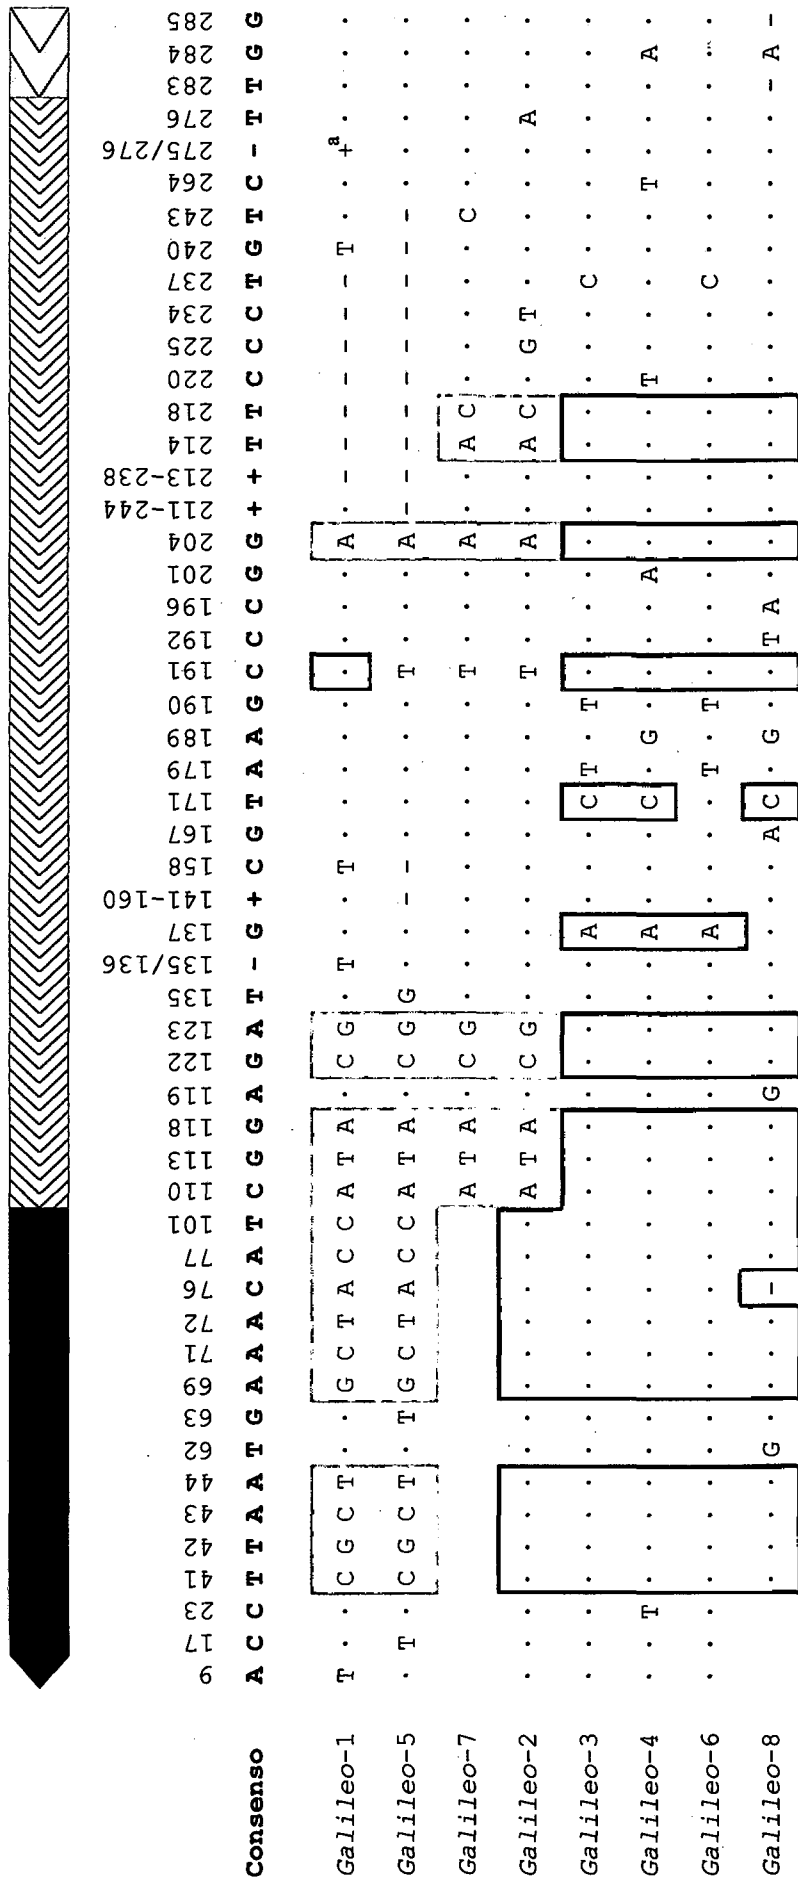 9 17 23 41 42 43 44 62 63 69 71 72 76 77 101 110 113 118 119 122 123 135 135/136 137 141-160 158 167 171 179 189 190 191 192 196 201 204 211-244 213-238 214 218 220 225 234 237 240 243 264 275/276 276 283 284 285
Consenso A C C T T A A T G A A A C A T C G G A G A T - G + C G T A A G C C C G G + + T T C C C T G T C - T T G G
Galileo-1 T . . C G C T . . G C T A C C A T A . C G . T . . T . . . . . . . . . A . - - - - - - - T . . +a . . . .
Galileo-5 . T . C G C T . T G C T A C C A T A . C G G . . - - . . . . . T . . . A - - - - - - - - - - . . . . . .
Galileo-7 A T A . C G . . . . . . . . . . T . . . A . . A C . . . . . C . . . . . .
Galileo-2 . . . . . . . . . . . . . . . A T A . C G . . . . . . . . . . T . . . A . . A C . G T . . . . . A . . .
Galileo-3 . . . . . . . . . . . . . . . . . . . . . . . A . . . C T . T . . . . . . . . . . . . C . . . . . . . .
Galileo-4 . . T . . . . . . . . . . . . . . . . . . . . A . . . C . G . . . . A . . . . . T . . . . . T . . . A .
Galileo-6 . . . . . . . . . . . . . . . . . . . . . . . A . . . . T . T . . . . . . . . . . . . C . . . . . . . .
Galileo-8 . . . . G . . . . - . . . . . G . . . . . . . A C . G . . T A . . . . . . . . . . . . . . . . - A -